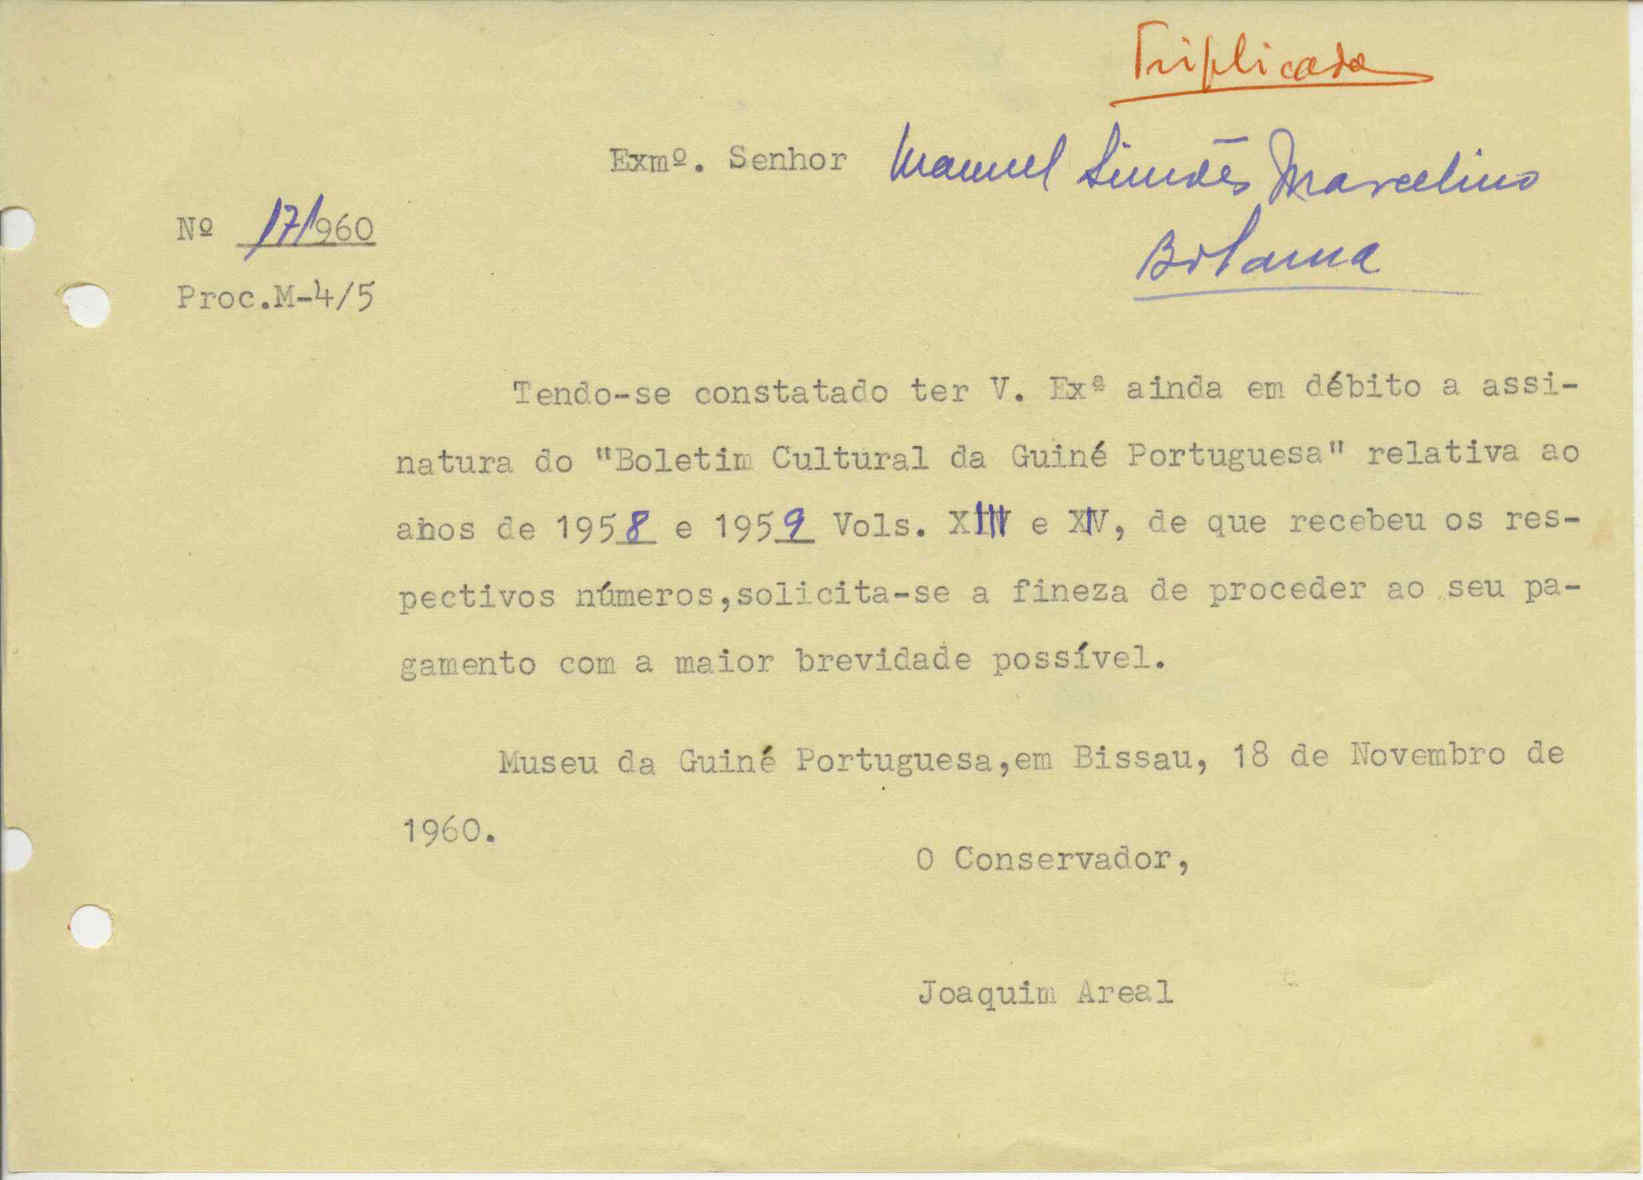 Triplicado
Exmº. Senhor Manuel Simões Marcelino
Bolama
Nº 17/1960
Proc.M-4/5
Tendo-se constatado ter V. Exª ainda em débito a assi-
natura do "Boletim Cultural da Guiné Portuguesa" relativa ao
anos de 1958 e 1959 Vols. XIII e XIV, de que recebeu os res-
pectivos números,solicita-se a fineza de proceder ao seu pa-
gamento com a maior brevidade possível.
Museu da Guiné Portuguesa,em Bissau, 18 de Novembro de
1960.
O Conservador,
Joaquim Areal